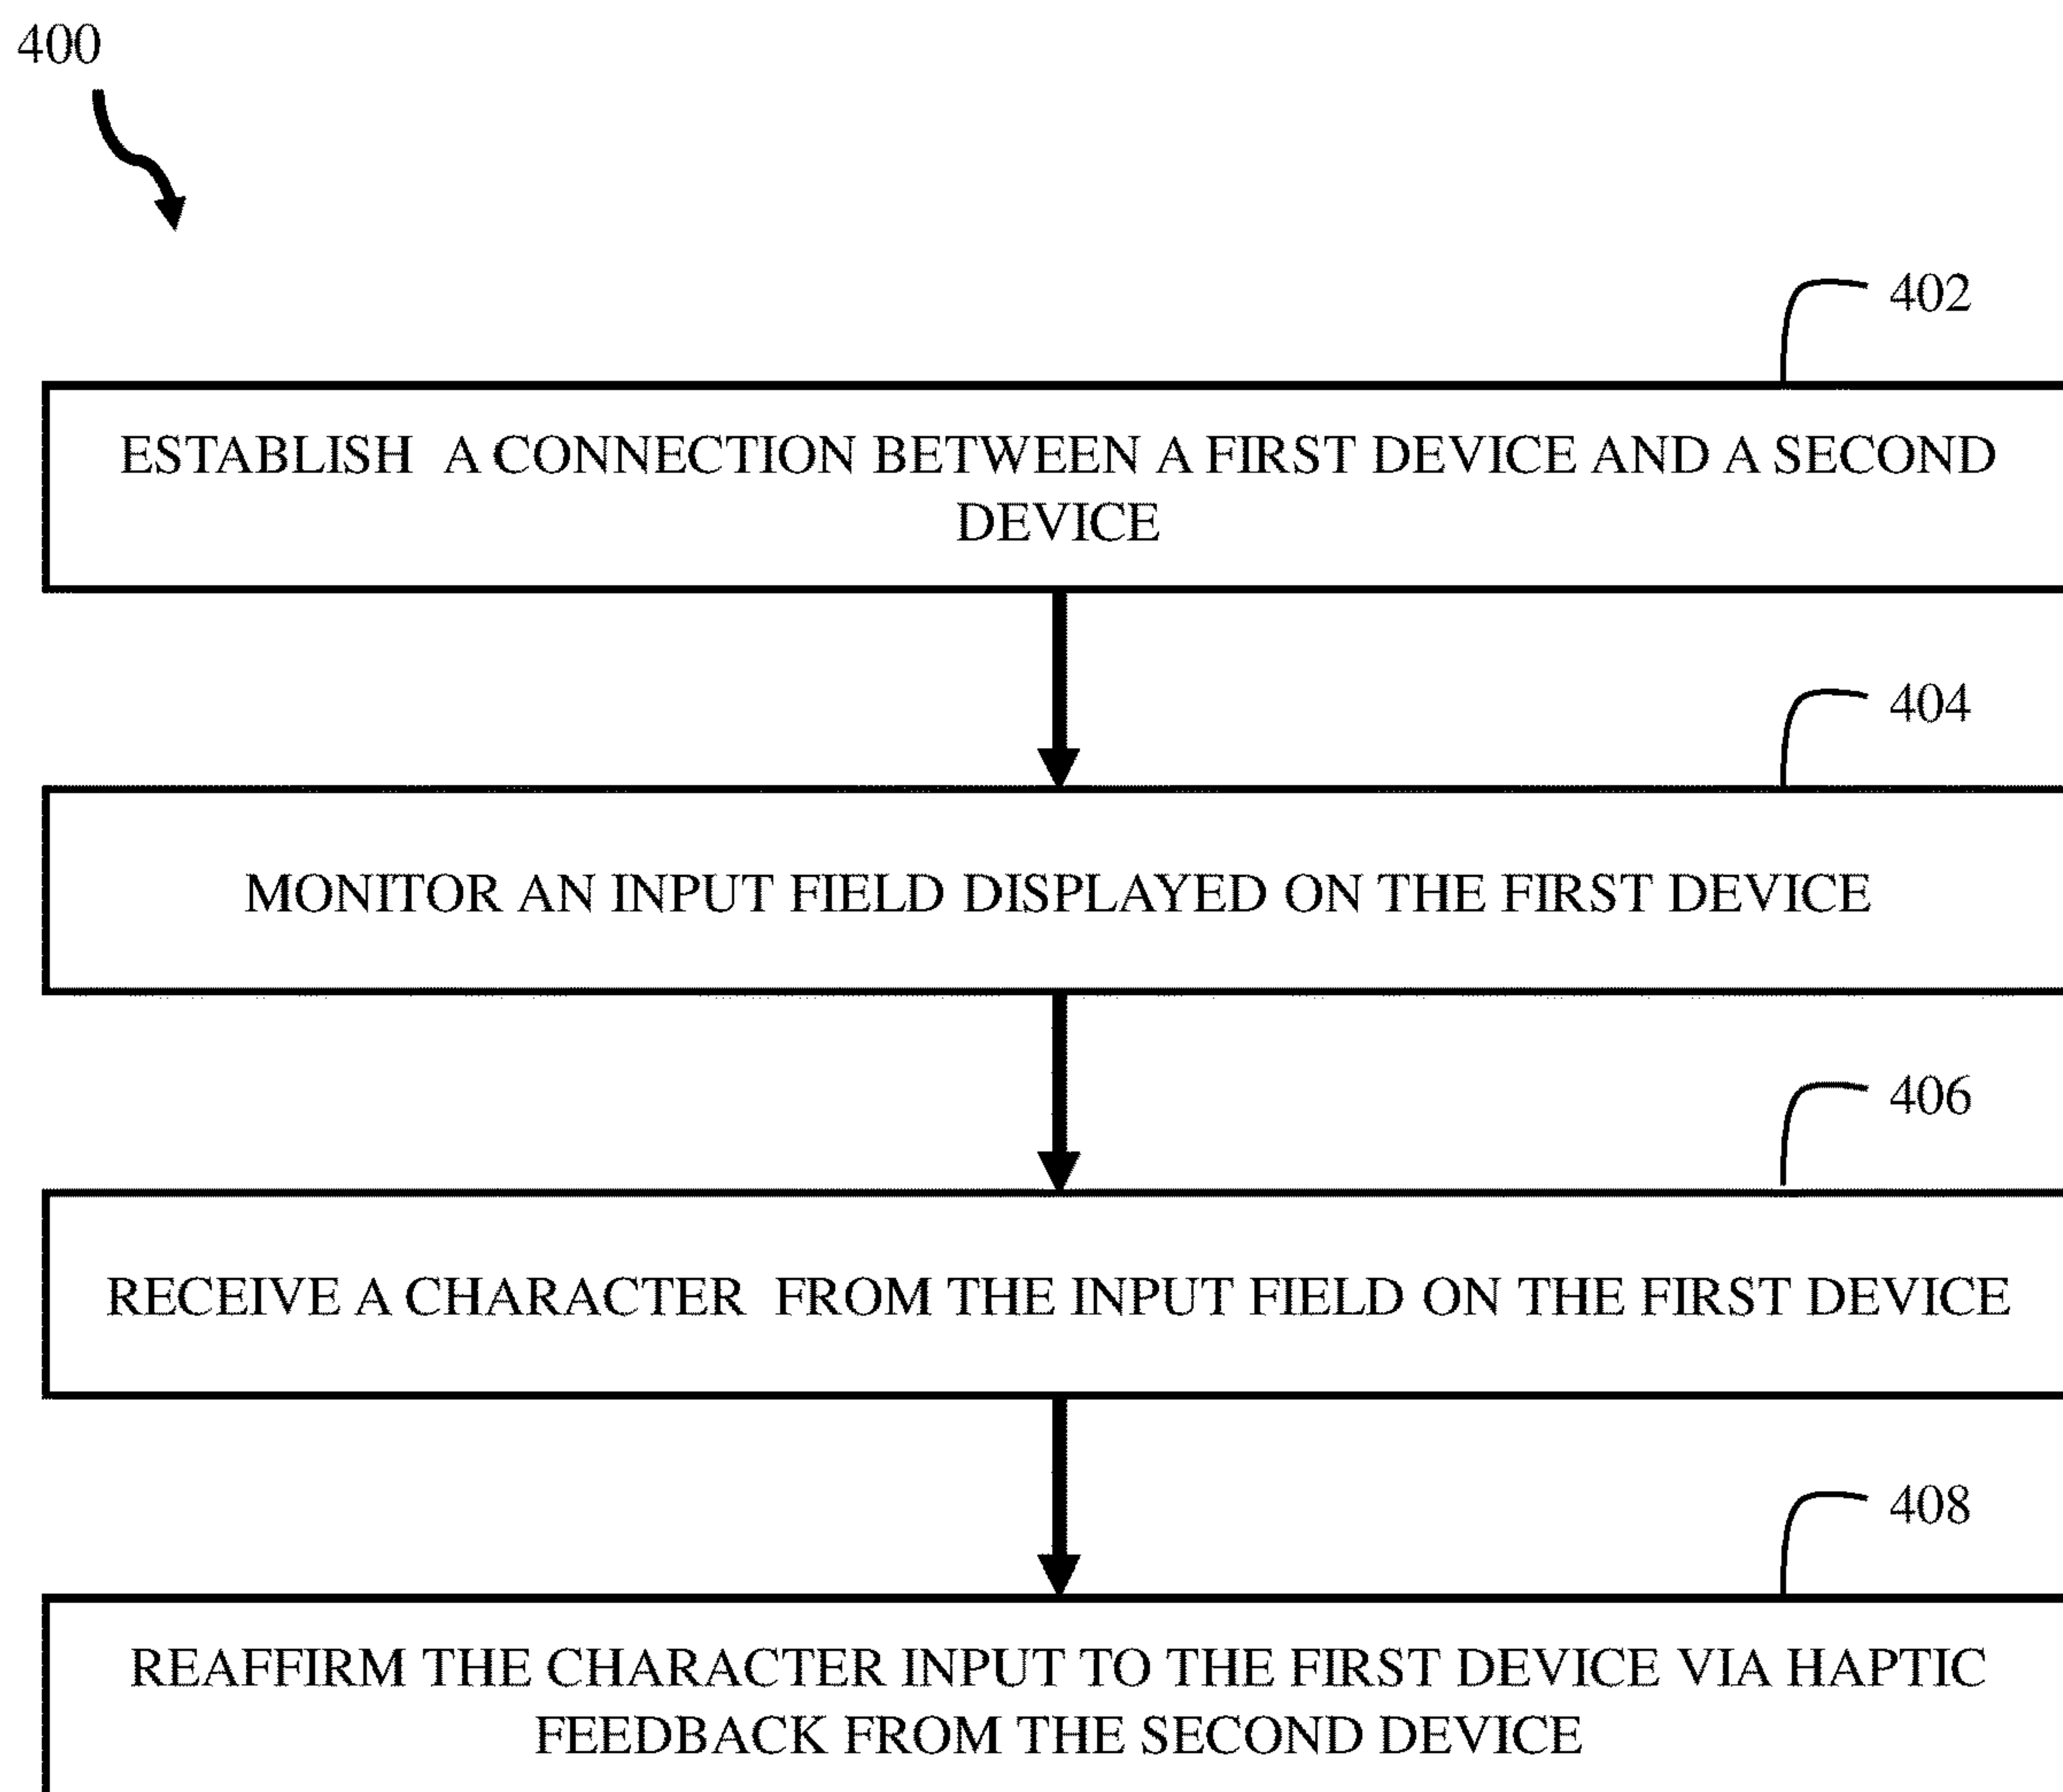 400
402
ESTABLISH A CONNECTION BETWEEN A FIRST DEVICE AND A SECOND
DEVICE
404
MONITOR AN INPUT FIELD DISPLAYED ON THE FIRST DEVICE
406
RECEIVE A CHARACTER FROM THE INPUT FIELD ON THE FIRST DEVICE
408
REAFFIRM THE CHARACTER INPUT TO THE FIRST DEVICE VIA HAPTIC
FEEDBACK FROM THE SECOND DEVICE